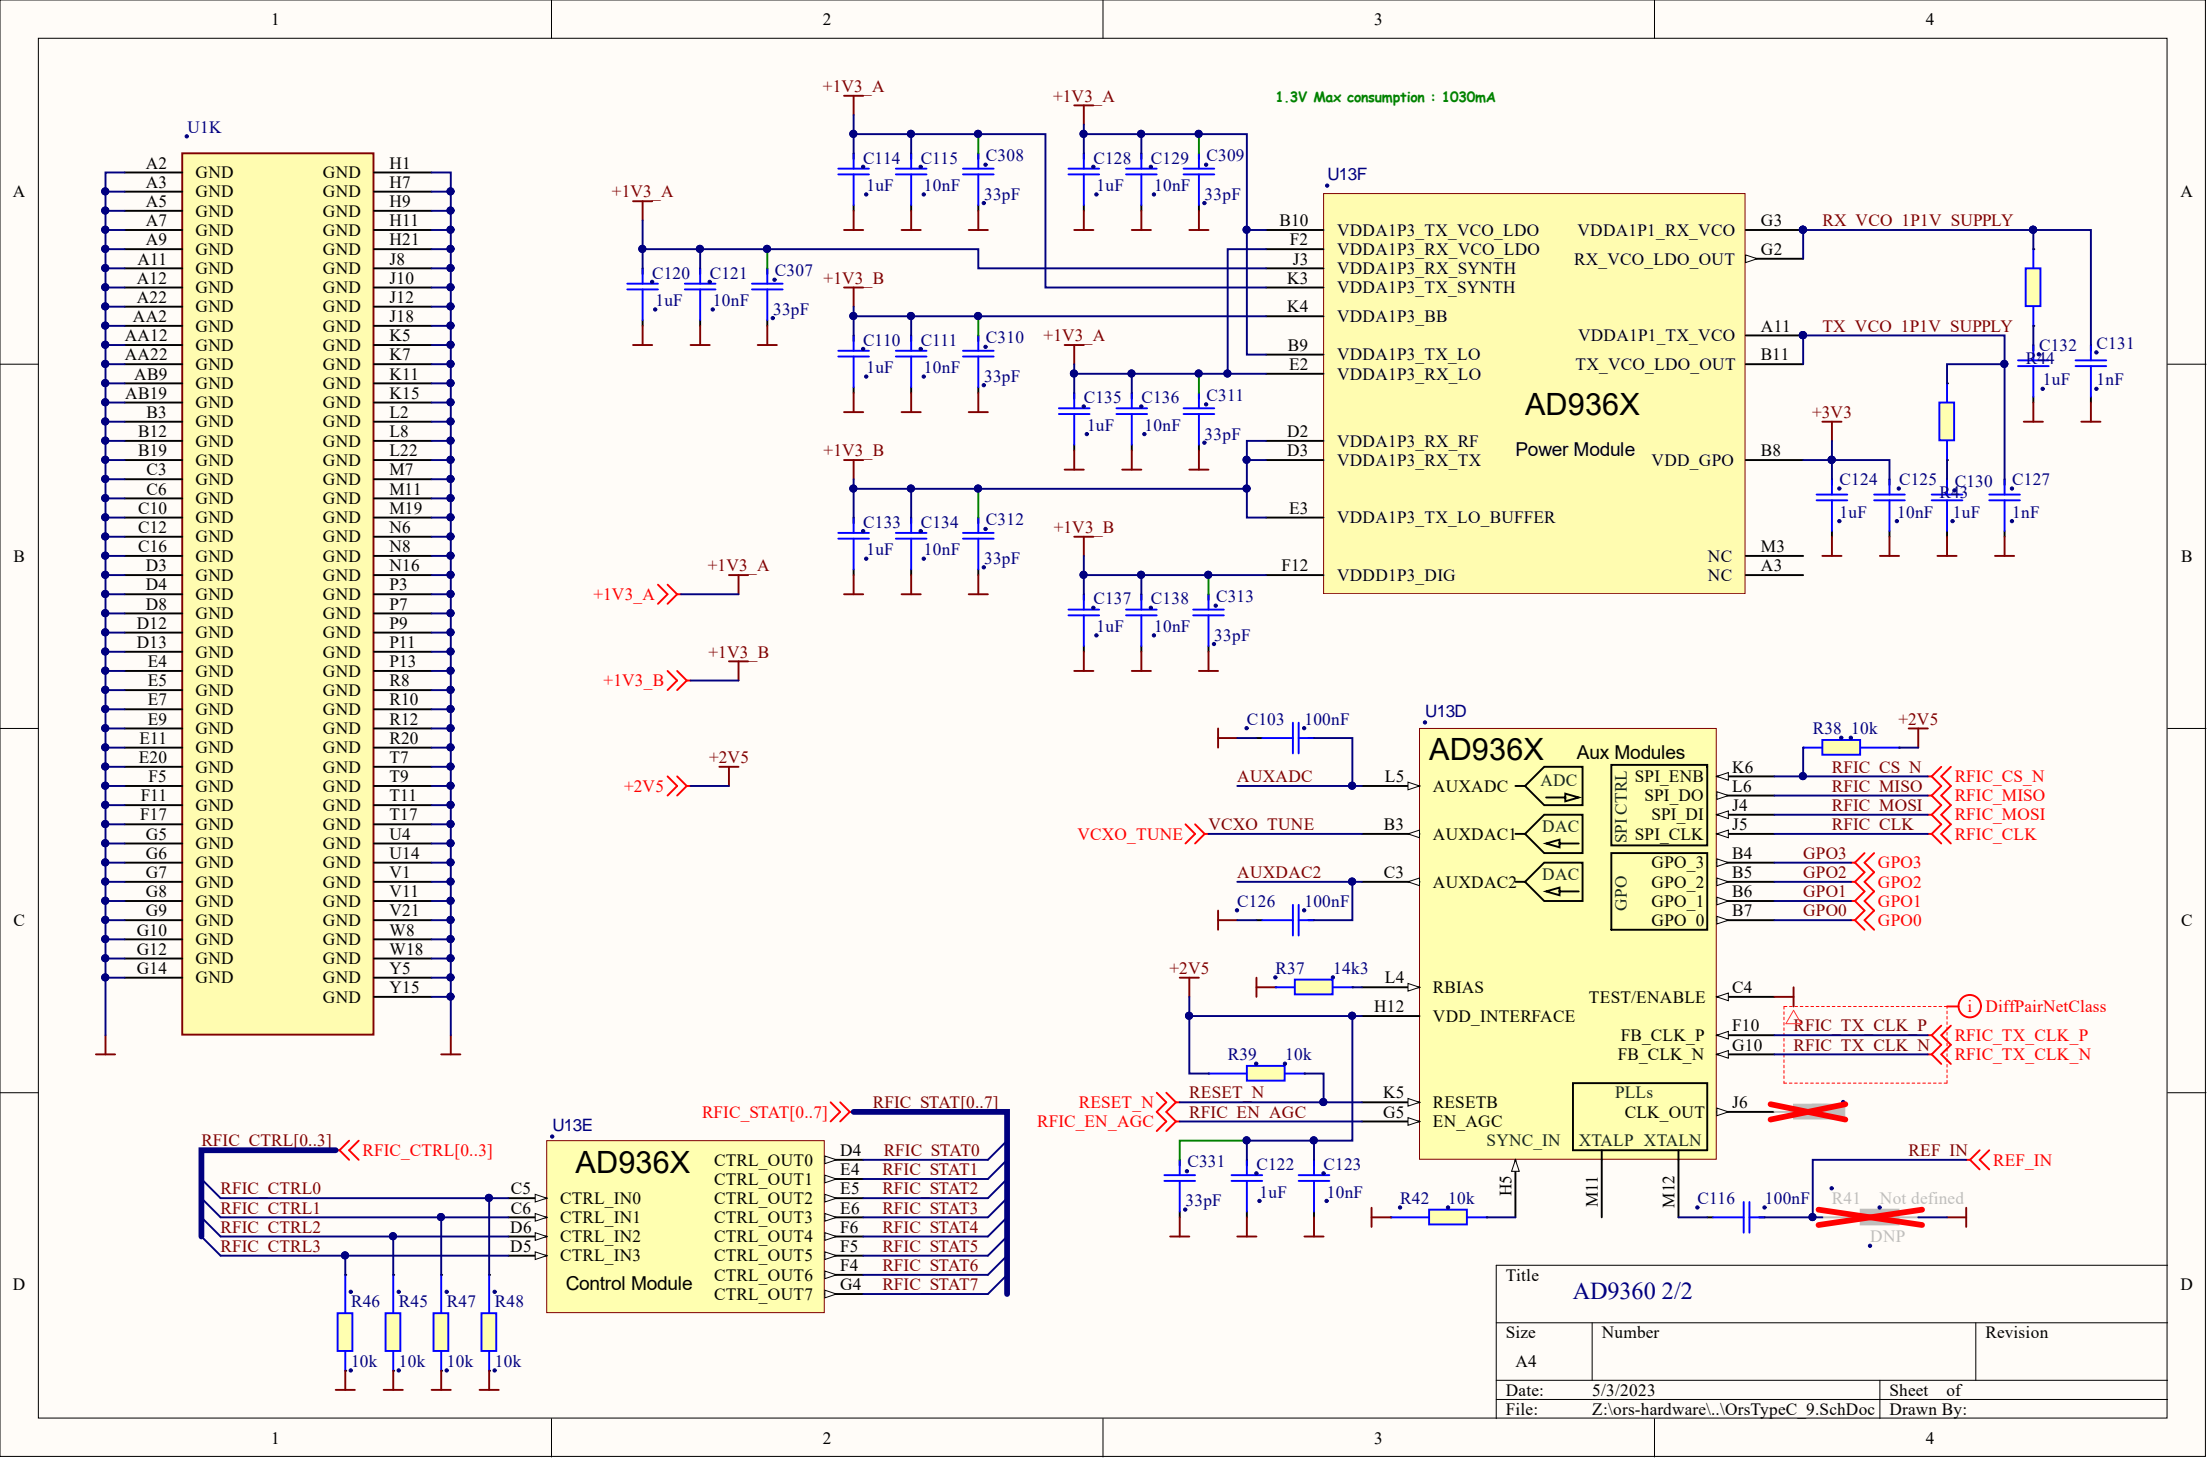 1 2 3 4
A
B
C
D
U1K
A2 GND GND H1
A3 GND GND H7
A5 GND GND H9
A7 GND GND H11
A9 GND GND H21
A11 GND GND J8
A12 GND GND J10
A22 GND GND J12
AA2 GND GND J18
AA12 GND GND K5
AA22 GND GND K7
AB9 GND GND K11
AB19 GND GND K15
B3 GND GND L2
B12 GND GND L8
B19 GND GND L22
C3 GND GND M7
C6 GND GND M11
C10 GND GND M19
C12 GND GND N6
C16 GND GND N8
D3 GND GND N16
D4 GND GND P3
D8 GND GND P7
D12 GND GND P9
D13 GND GND P11
E4 GND GND P13
E5 GND GND R8
E7 GND GND R10
E9 GND GND R12
E11 GND GND R20
E20 GND GND T7
F5 GND GND T9
F11 GND GND T11
F17 GND GND T17
G5 GND GND U4
G6 GND GND U14
G7 GND GND V1
G8 GND GND V11
G9 GND GND V21
G10 GND GND W8
G12 GND GND W18
G14 GND GND Y5
GND Y15
+1V3_A
C114 C115 C308
1uF 10nF 33pF
+1V3_A
C128 C129 C309
1uF 10nF 33pF
1.3V Max consumption : 1030mA
+1V3_A
C120 C121 C307
1uF 10nF 33pF
+1V3_B
C110 C111 C310
1uF 10nF 33pF
+1V3_A
C135 C136 C311
1uF 10nF 33pF
+1V3_B
C133 C134 C312
1uF 10nF 33pF
+1V3_B
C137 C138 C313
1uF 10nF 33pF
+1V3_A +1V3_A
+1V3_B +1V3_B
+2V5 +2V5
U13F
B10 VDDA1P3_TX_VCO_LDO
F2 VDDA1P3_RX_VCO_LDO
J3 VDDA1P3_RX_SYNTH
K3 VDDA1P3_TX_SYNTH
K4 VDDA1P3_BB
B9 VDDA1P3_TX_LO
E2 VDDA1P3_RX_LO
D2 VDDA1P3_RX_RF
D3 VDDA1P3_RX_TX
E3 VDDA1P3_TX_LO_BUFFER
F12 VDDD1P3_DIG
AD936X
Power Module
VDDA1P1_RX_VCO G3 RX_VCO_1P1V_SUPPLY
RX_VCO_LDO_OUT G2
VDDA1P1_TX_VCO A11 TX_VCO_1P1V_SUPPLY
TX_VCO_LDO_OUT B11
VDD_GPO B8
NC M3
NC A3
R44 C132 C131
1uF 1nF
+3V3
C124 C125 R43 C130 C127
1uF 10nF 1uF 1nF
U13D
AD936X Aux Modules
C103 100nF
AUXADC L5 AUXADC ADC
VCXO_TUNE VCXO_TUNE B3 AUXDAC1 DAC
AUXDAC2 C3 AUXDAC2 DAC
C126 100nF
R37 14k3 L4 RBIAS
+2V5 H12 VDD_INTERFACE
R39 10k
RESET_N RESET_N K5 RESETB
RFIC_EN_AGC RFIC_EN_AGC G5 EN_AGC
C331 C122 C123
33pF 1uF 10nF
SYNC_IN H5
R42 10k
R38 10k +2V5
SPI CTRL
SPI_ENB K6 RFIC_CS_N RFIC_CS_N
SPI_DO L6 RFIC_MISO RFIC_MISO
SPI_DI J4 RFIC_MOSI RFIC_MOSI
SPI_CLK J5 RFIC_CLK RFIC_CLK
GPO
GPO_3 B4 GPO3 GPO3
GPO_2 B5 GPO2 GPO2
GPO_1 B6 GPO1 GPO1
GPO_0 B7 GPO0 GPO0
TEST/ENABLE C4
i DiffPairNetClass
FB_CLK_P F10 RFIC_TX_CLK_P RFIC_TX_CLK_P
FB_CLK_N G10 RFIC_TX_CLK_N RFIC_TX_CLK_N
PLLs
CLK_OUT J6
XTALP XTALN
M11 M12
C116 100nF
REF_IN REF_IN
R41 Not defined
DNP
RFIC_STAT[0..7] RFIC_STAT[0..7]
RFIC_CTRL[0..3] RFIC_CTRL[0..3]
U13E
AD936X
Control Module
RFIC_CTRL0 C5 CTRL_IN0
RFIC_CTRL1 C6 CTRL_IN1
RFIC_CTRL2 D6 CTRL_IN2
RFIC_CTRL3 D5 CTRL_IN3
CTRL_OUT0 D4 RFIC_STAT0
CTRL_OUT1 E4 RFIC_STAT1
CTRL_OUT2 E5 RFIC_STAT2
CTRL_OUT3 E6 RFIC_STAT3
CTRL_OUT4 F6 RFIC_STAT4
CTRL_OUT5 F5 RFIC_STAT5
CTRL_OUT6 F4 RFIC_STAT6
CTRL_OUT7 G4 RFIC_STAT7
R46 R45 R47 R48
10k 10k 10k 10k
Title
AD9360 2/2
Size Number Revision
A4
Date: 5/3/2023 Sheet of
File: Z:\ors-hardware\..\OrsTypeC_9.SchDoc Drawn By:
A
B
C
D
1 2 3 4